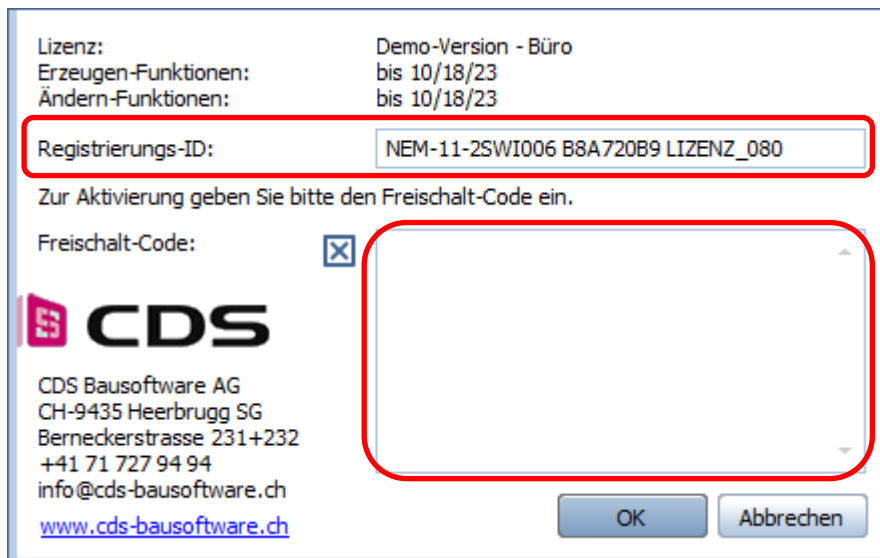 Lizenz: Demo-Version - Büro
Erzeugen-Funktionen: bis 10/18/23
Ändern-Funktionen: bis 10/18/23
Registrierungs-ID: NEM-11-2SWI006 B8A720B9 LIZENZ_080
Zur Aktivierung geben Sie bitte den Freischalt-Code ein.
Freischalt-Code:
CDS
CDS Bausoftware AG
CH-9435 Heerbrugg SG
Berneckerstrasse 231+232
+41 71 727 94 94
info@cds-bausoftware.ch
www.cds-bausoftware.ch
OK Abbrechen